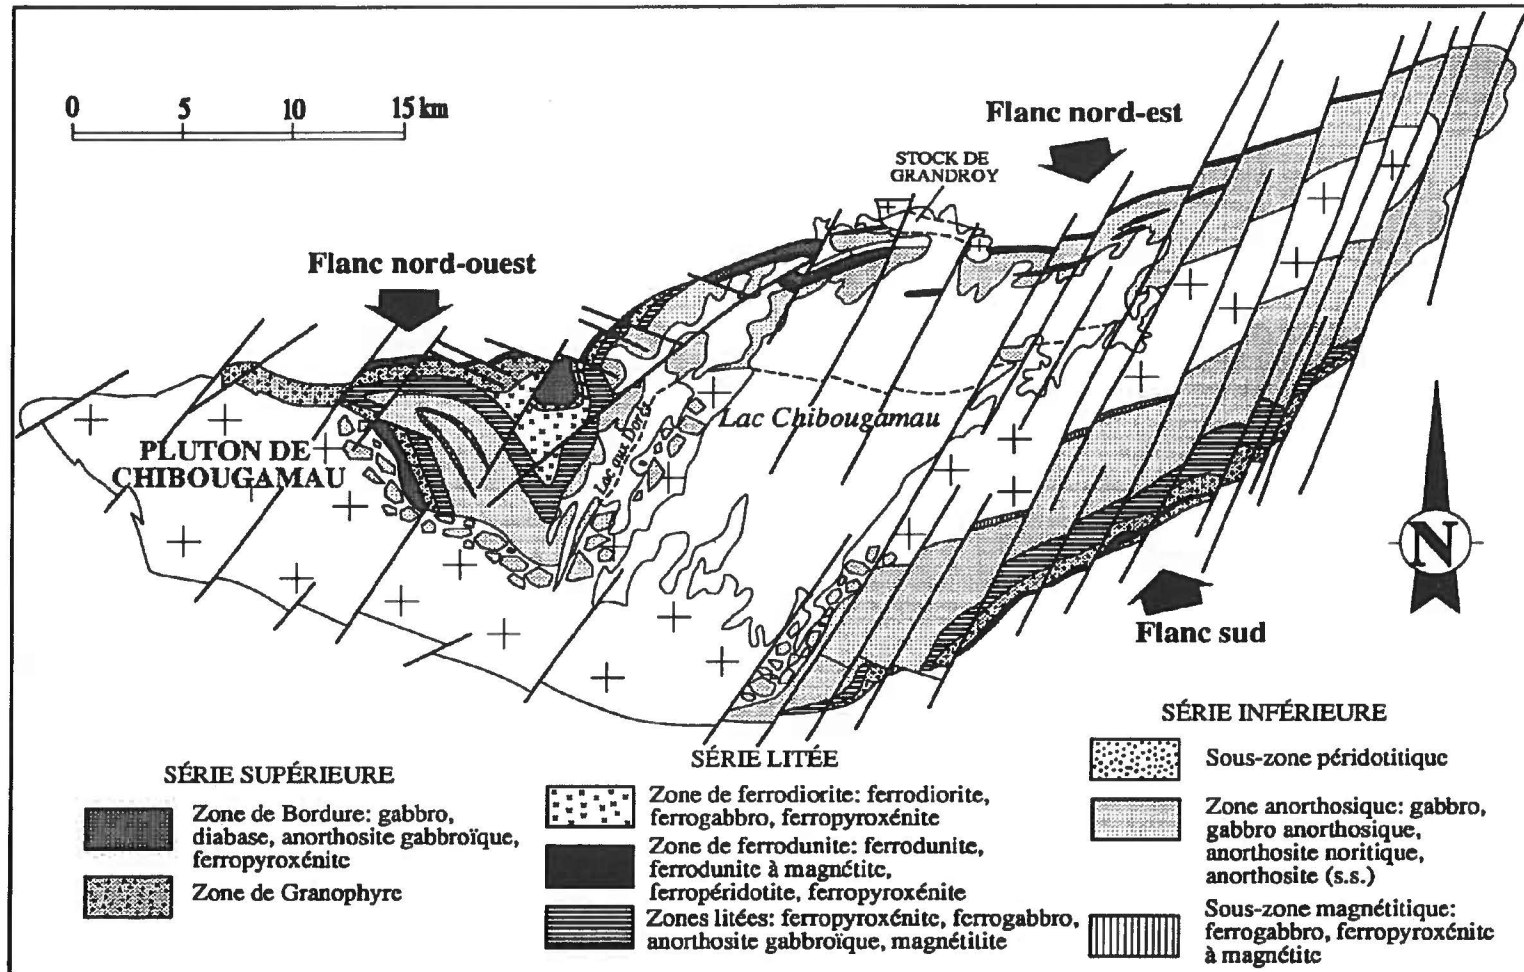 0 5 10 15 km
Flanc nord-est
STOCK DE
GRANDROY
Flanc nord-ouest
Lac Chibougamau
PLUTON DE
CHIBOUGAMAU
Lac aux Dorés
N
Flanc sud
SÉRIE SUPÉRIEURE
Zone de Bordure: gabbro,
diabase, anorthosite gabbroïque,
ferropyroxénite
Zone de Granophyre
SÉRIE LITÉE
Zone de ferrodiorite: ferrodiorite,
ferrogabbro, ferropyroxénite
Zone de ferrodunite: ferrodunite,
ferrodunite à magnétite,
ferropéridotite, ferropyroxénite
Zones litées: ferropyroxénite, ferrogabbro,
anorthosite gabbroïque, magnétitite
SÉRIE INFÉRIEURE
Sous-zone péridotitique
Zone anorthosique: gabbro,
gabbro anorthosique,
anorthosite noritique,
anorthosite (s.s.)
Sous-zone magnétitique:
ferrogabbro, ferropyroxénite
à magnétite